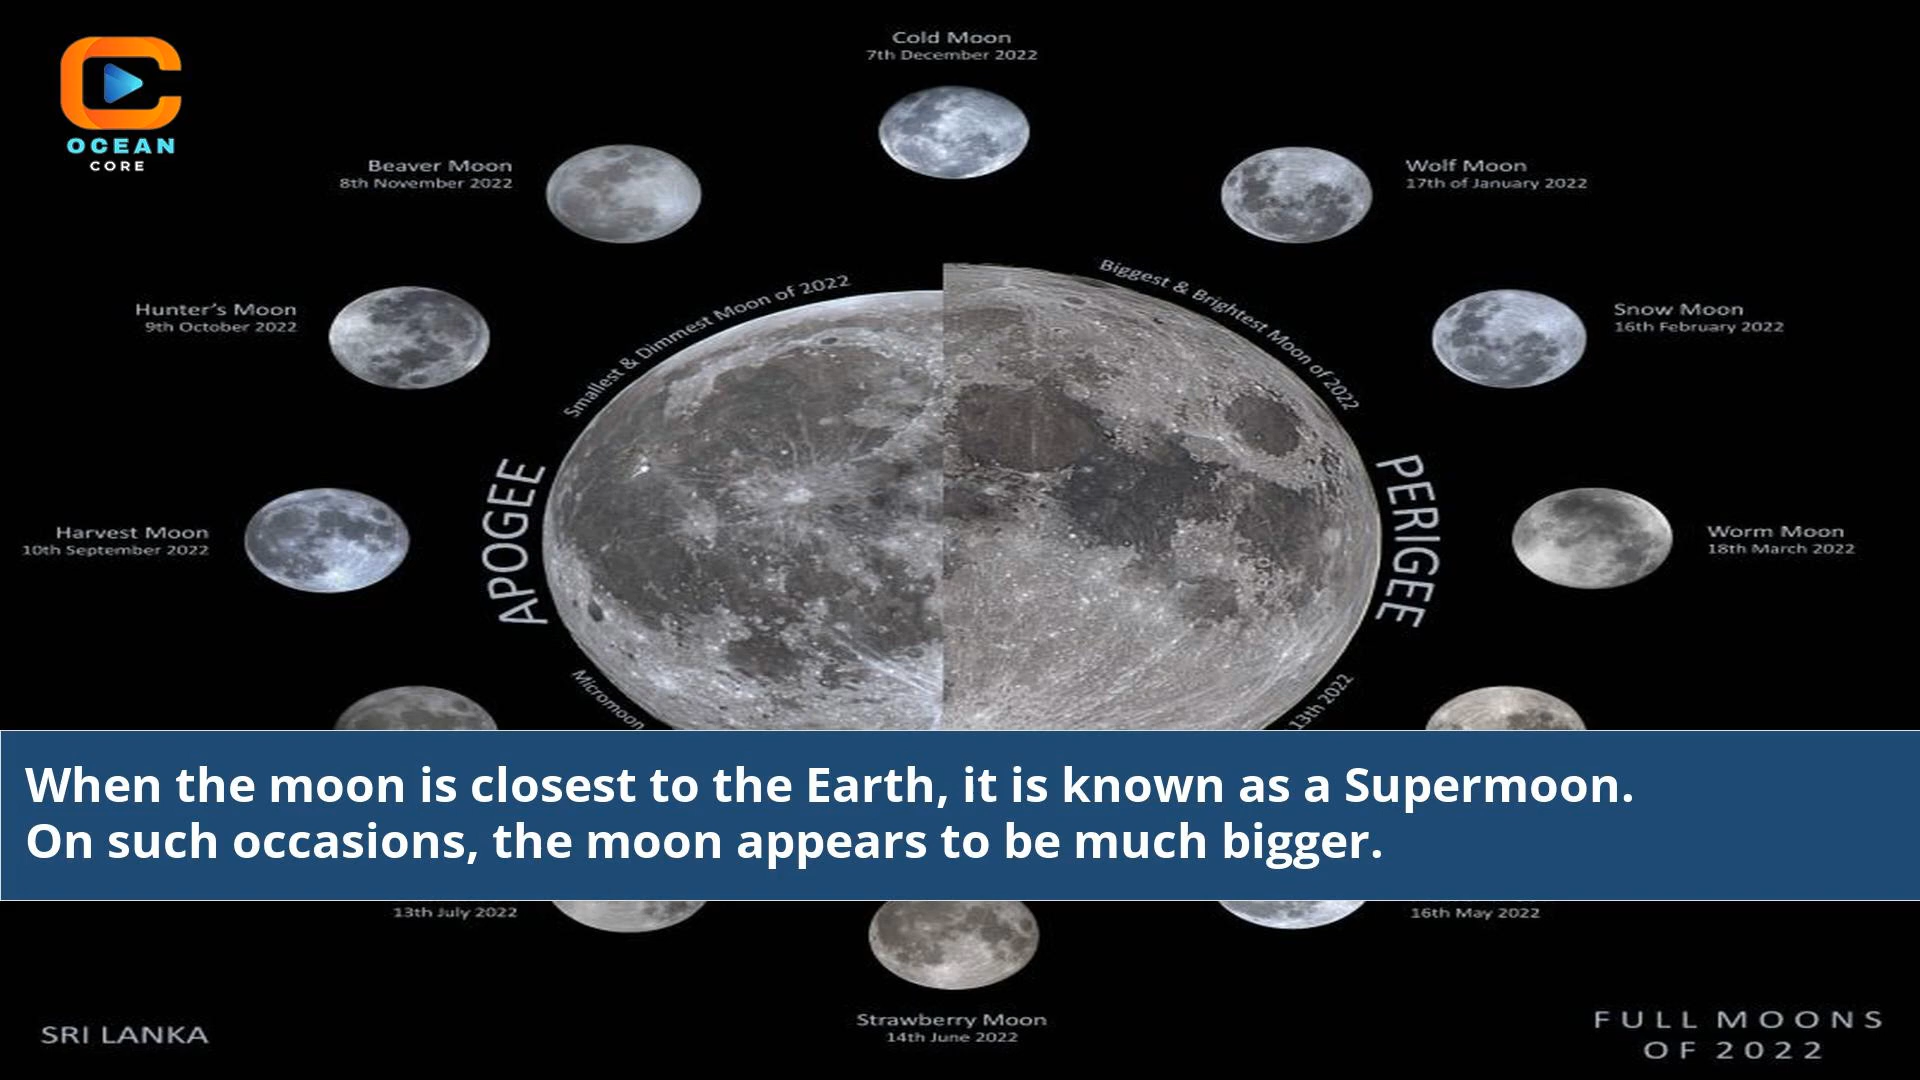 Cold Moon
7th December 2022
OCEAN
CORE
Beaver Moon
8th November 2022
Wolf Moon
17th of January 2022
Hunter's Moon
9th October 2022
Smallest & Dimmest Moon of 2022
Biggest & Brightest Moon of 2022
Snow Moon
16th February 2022
APOGEE
PERIGEE
Harvest Moon
10th September 2022
Worm Moon
18th March 2022
Micromoon
13th 2022
When the moon is closest to the Earth, it is known as a Supermoon.
On such occasions, the moon appears to be much bigger.
13th July 2022
16th May 2022
Strawberry Moon
14th June 2022
SRI LANKA
FULL MOONS
OF 2022